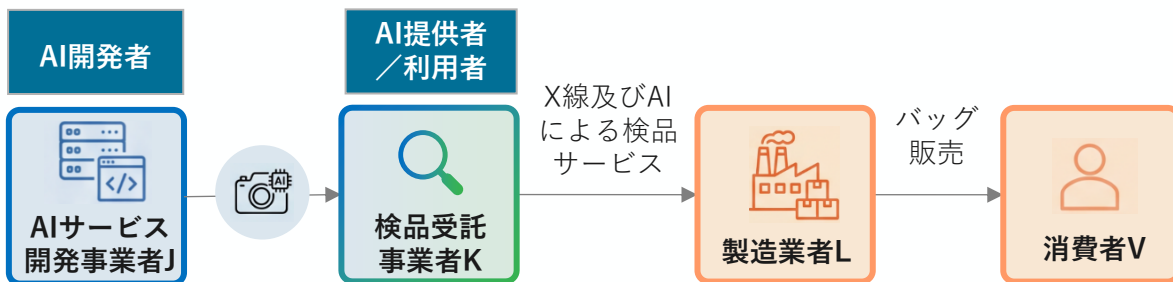 AI開発者
AI提供者
／利用者
AIサービス
開発事業者J
AI
検品受託
事業者K
X線及びAI
による検品
サービス
製造業者L
バッグ
販売
消費者V